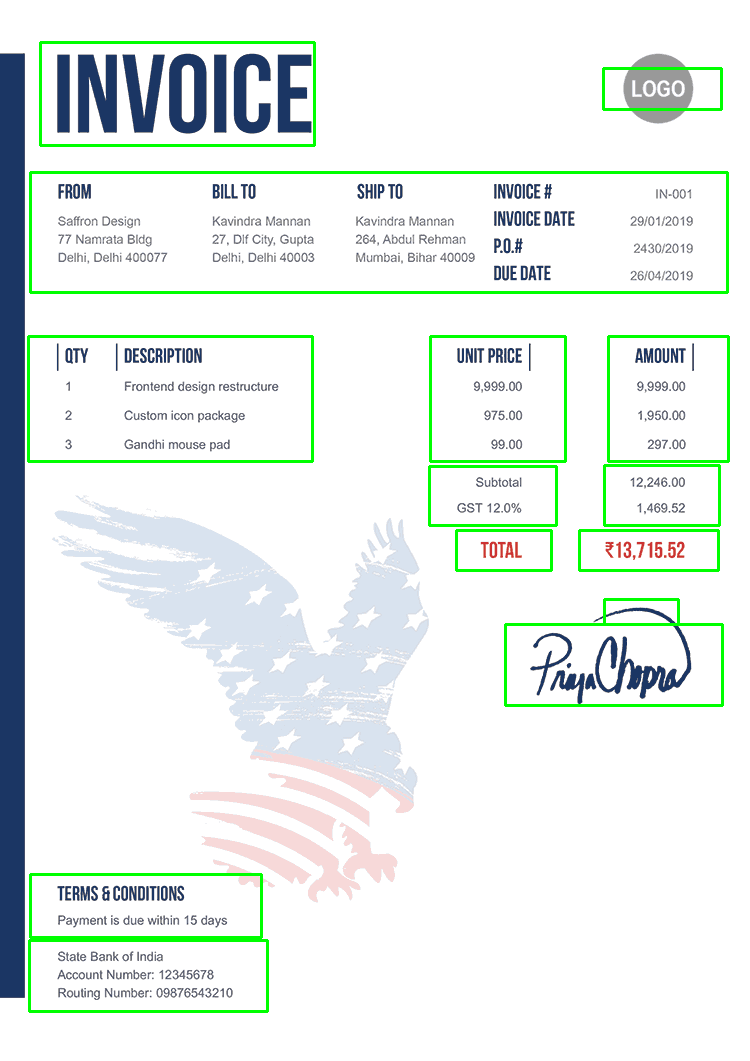 INVOICE
LOGO
FROM BILL TO SHIP TO INVOICE # IN-001
Saffron Design Kavindra Mannan Kavindra Mannan INVOICE DATE 29/01/2019
77 Namrata Bldg 27, Dlf City, Gupta 264, Abdul Rehman P.O.# 2430/2019
Delhi, Delhi 400077 Delhi, Delhi 40003 Mumbai, Bihar 40009 DUE DATE 26/04/2019
QTY DESCRIPTION UNIT PRICE AMOUNT
1 Frontend design restructure 9,999.00 9,999.00
2 Custom icon package 975.00 1,950.00
3 Gandhi mouse pad 99.00 297.00
Subtotal 12,246.00
GST 12.0% 1,469.52
TOTAL ₹13,715.52
Priya Chopra
TERMS & CONDITIONS
Payment is due within 15 days
State Bank of India
Account Number: 12345678
Routing Number: 09876543210